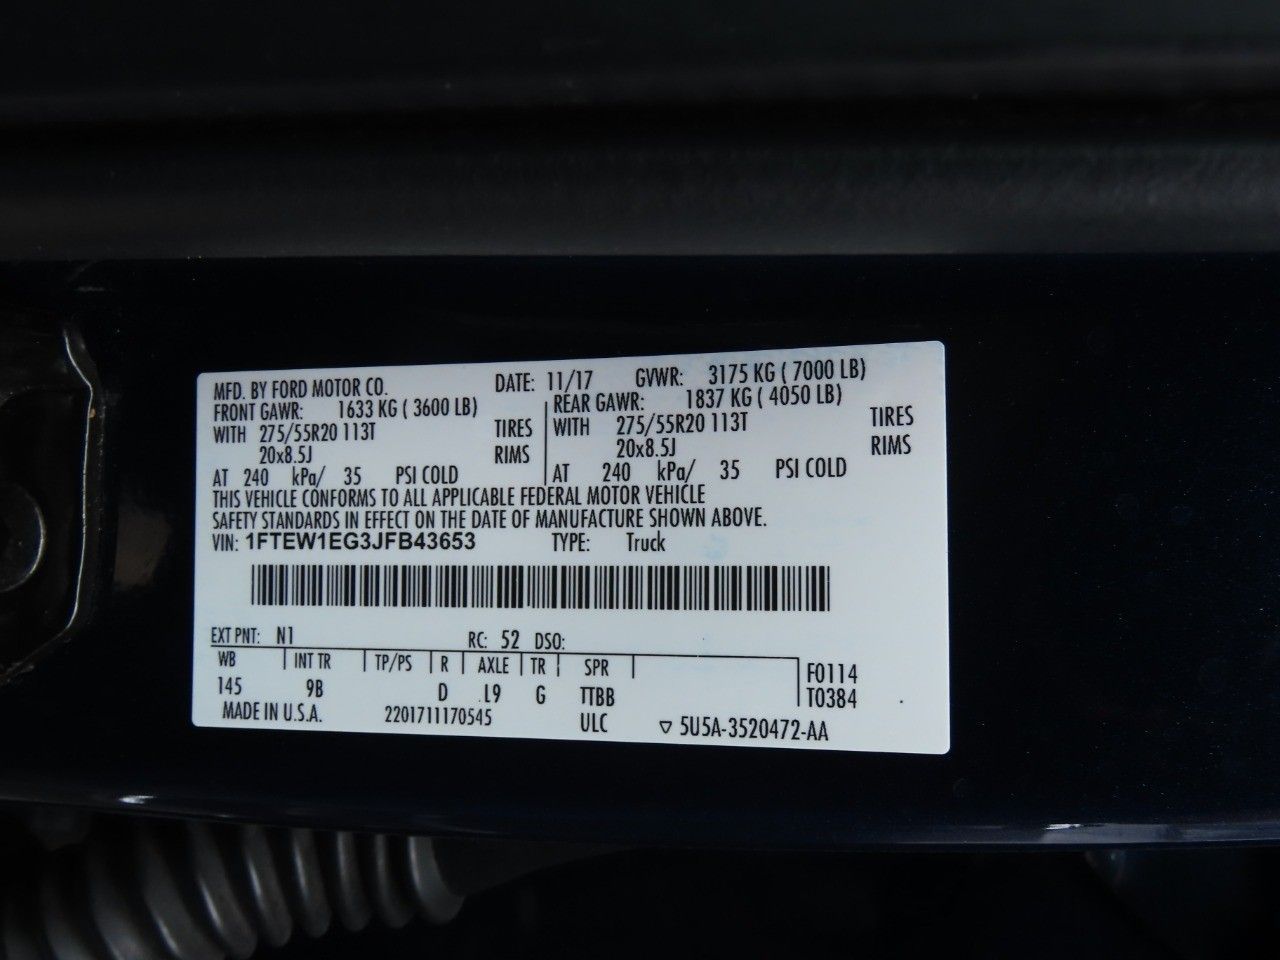 MFD. BY FORD MOTOR CO. DATE: 11/17 GVWR: 3175 KG ( 7000 LB)
FRONT GAWR: 1633 KG ( 3600 LB) REAR GAWR: 1837 KG ( 4050 LB)
WITH 275/55R20 113T TIRES WITH 275/55R20 113T TIRES
20x8.5J RIMS 20x8.5J RIMS
AT 240 kPa/ 35 PSI COLD AT 240 kPa/ 35 PSI COLD
THIS VEHICLE CONFORMS TO ALL APPLICABLE FEDERAL MOTOR VEHICLE
SAFETY STANDARDS IN EFFECT ON THE DATE OF MANUFACTURE SHOWN ABOVE.
VIN: 1FTEW1EG3JFB43653 TYPE: Truck
EXT PNT: N1 RC: 52 DSO:
WB INT TR TP/PS R AXLE TR SPR F0114
145 9B D L9 G TTBB T0384
MADE IN U.S.A. 2201711170545 ULC ▽ 5U5A-3520472-AA